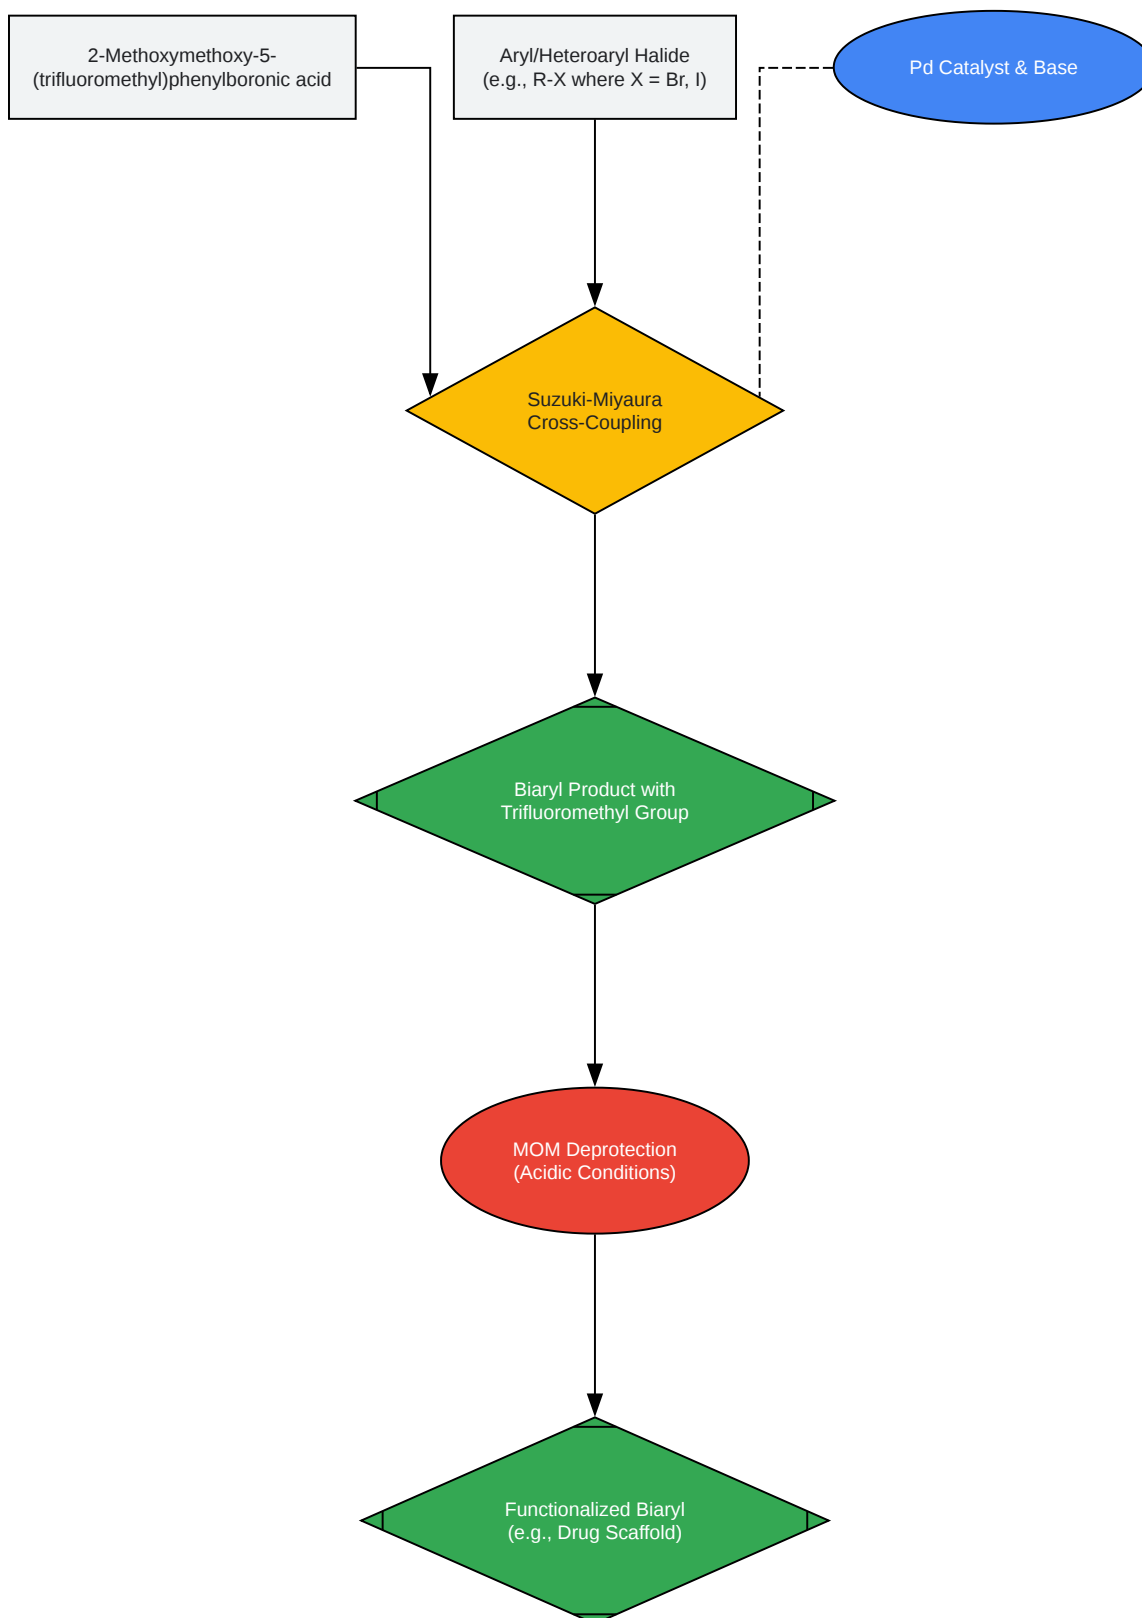 2-Methoxymethoxy-5-
(trifluoromethyl)phenylboronic acid
Aryl/Heteroaryl Halide
(e.g., R-X where X = Br, I)
Pd Catalyst & Base
Suzuki-Miyaura
Cross-Coupling
Biaryl Product with
Trifluoromethyl Group
MOM Deprotection
(Acidic Conditions)
Functionalized Biaryl
(e.g., Drug Scaffold)